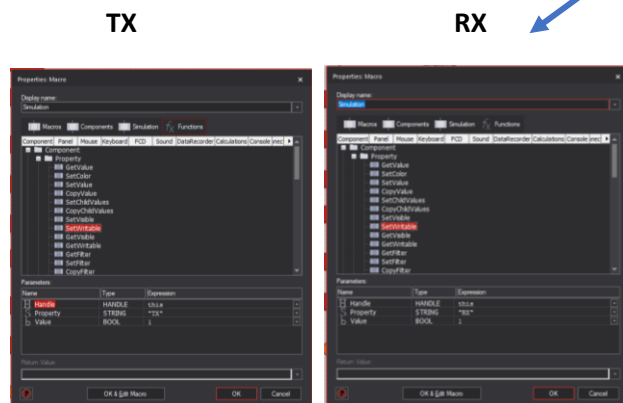 TX
RX
Properties: Macro
Display name:
Simulation
Macros Components Simulation Functions
Component Panel Mouse Keyboard FCD Sound DataRecorder Calculations Console
Component
Property
GetValue
SetColor
SetValue
CopyValue
SetChildValues
CopyChildValues
SetVisible
SetWritable
GetVisible
GetWritable
GetFilter
SetFilter
CopyFilter
Parameters:
Name Type Expression
Handle HANDLE this
Property STRING "TX"
Value BOOL 1
Return Value:
OK & Edit Macro OK Cancel
Properties: Macro
Display name:
Simulation
Macros Components Simulation Functions
Component Panel Mouse Keyboard FCD Sound DataRecorder Calculations Console
Component
Property
GetValue
SetColor
SetValue
CopyValue
SetChildValues
CopyChildValues
SetVisible
SetWritable
GetVisible
GetWritable
GetFilter
SetFilter
CopyFilter
Parameters:
Name Type Expression
Handle HANDLE this
Property STRING "RX"
Value BOOL 1
Return Value:
OK & Edit Macro OK Cancel